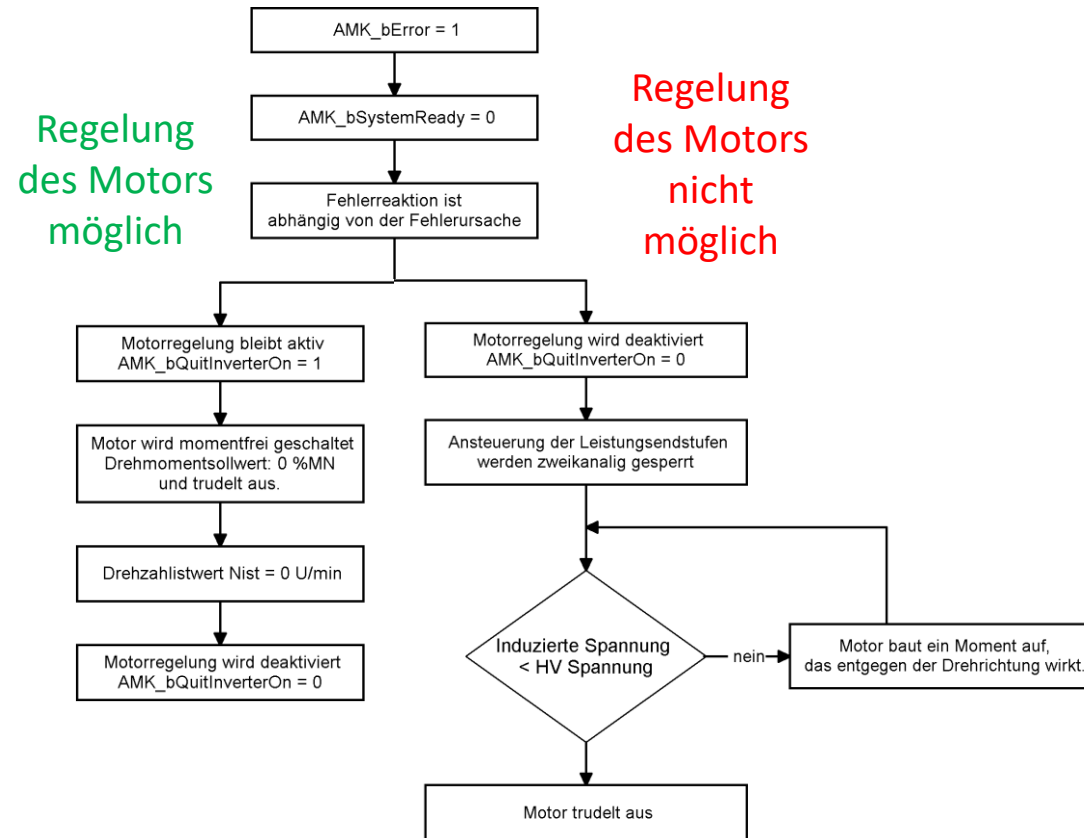 AMK_bError = 1
Regelung
des Motors
möglich
AMK_bSystemReady = 0
Regelung
des Motors
nicht
möglich
Fehlerreaktion ist
abhängig von der Fehlerursache
Motorregelung bleibt aktiv
AMK_bQuitInverterOn = 1
Motorregelung wird deaktiviert
AMK_bQuitInverterOn = 0
Motor wird momentfrei geschaltet
Drehmomentsollwert: 0 %MN
und trudelt aus.
Ansteuerung der Leistungsendstufen
werden zweikanalig gesperrt
Drehzahlistwert Nist = 0 U/min
Motorregelung wird deaktiviert
AMK_bQuitInverterOn = 0
Induzierte Spannung
< HV Spannung
nein
Motor baut ein Moment auf,
das entgegen der Drehrichtung wirkt.
Motor trudelt aus